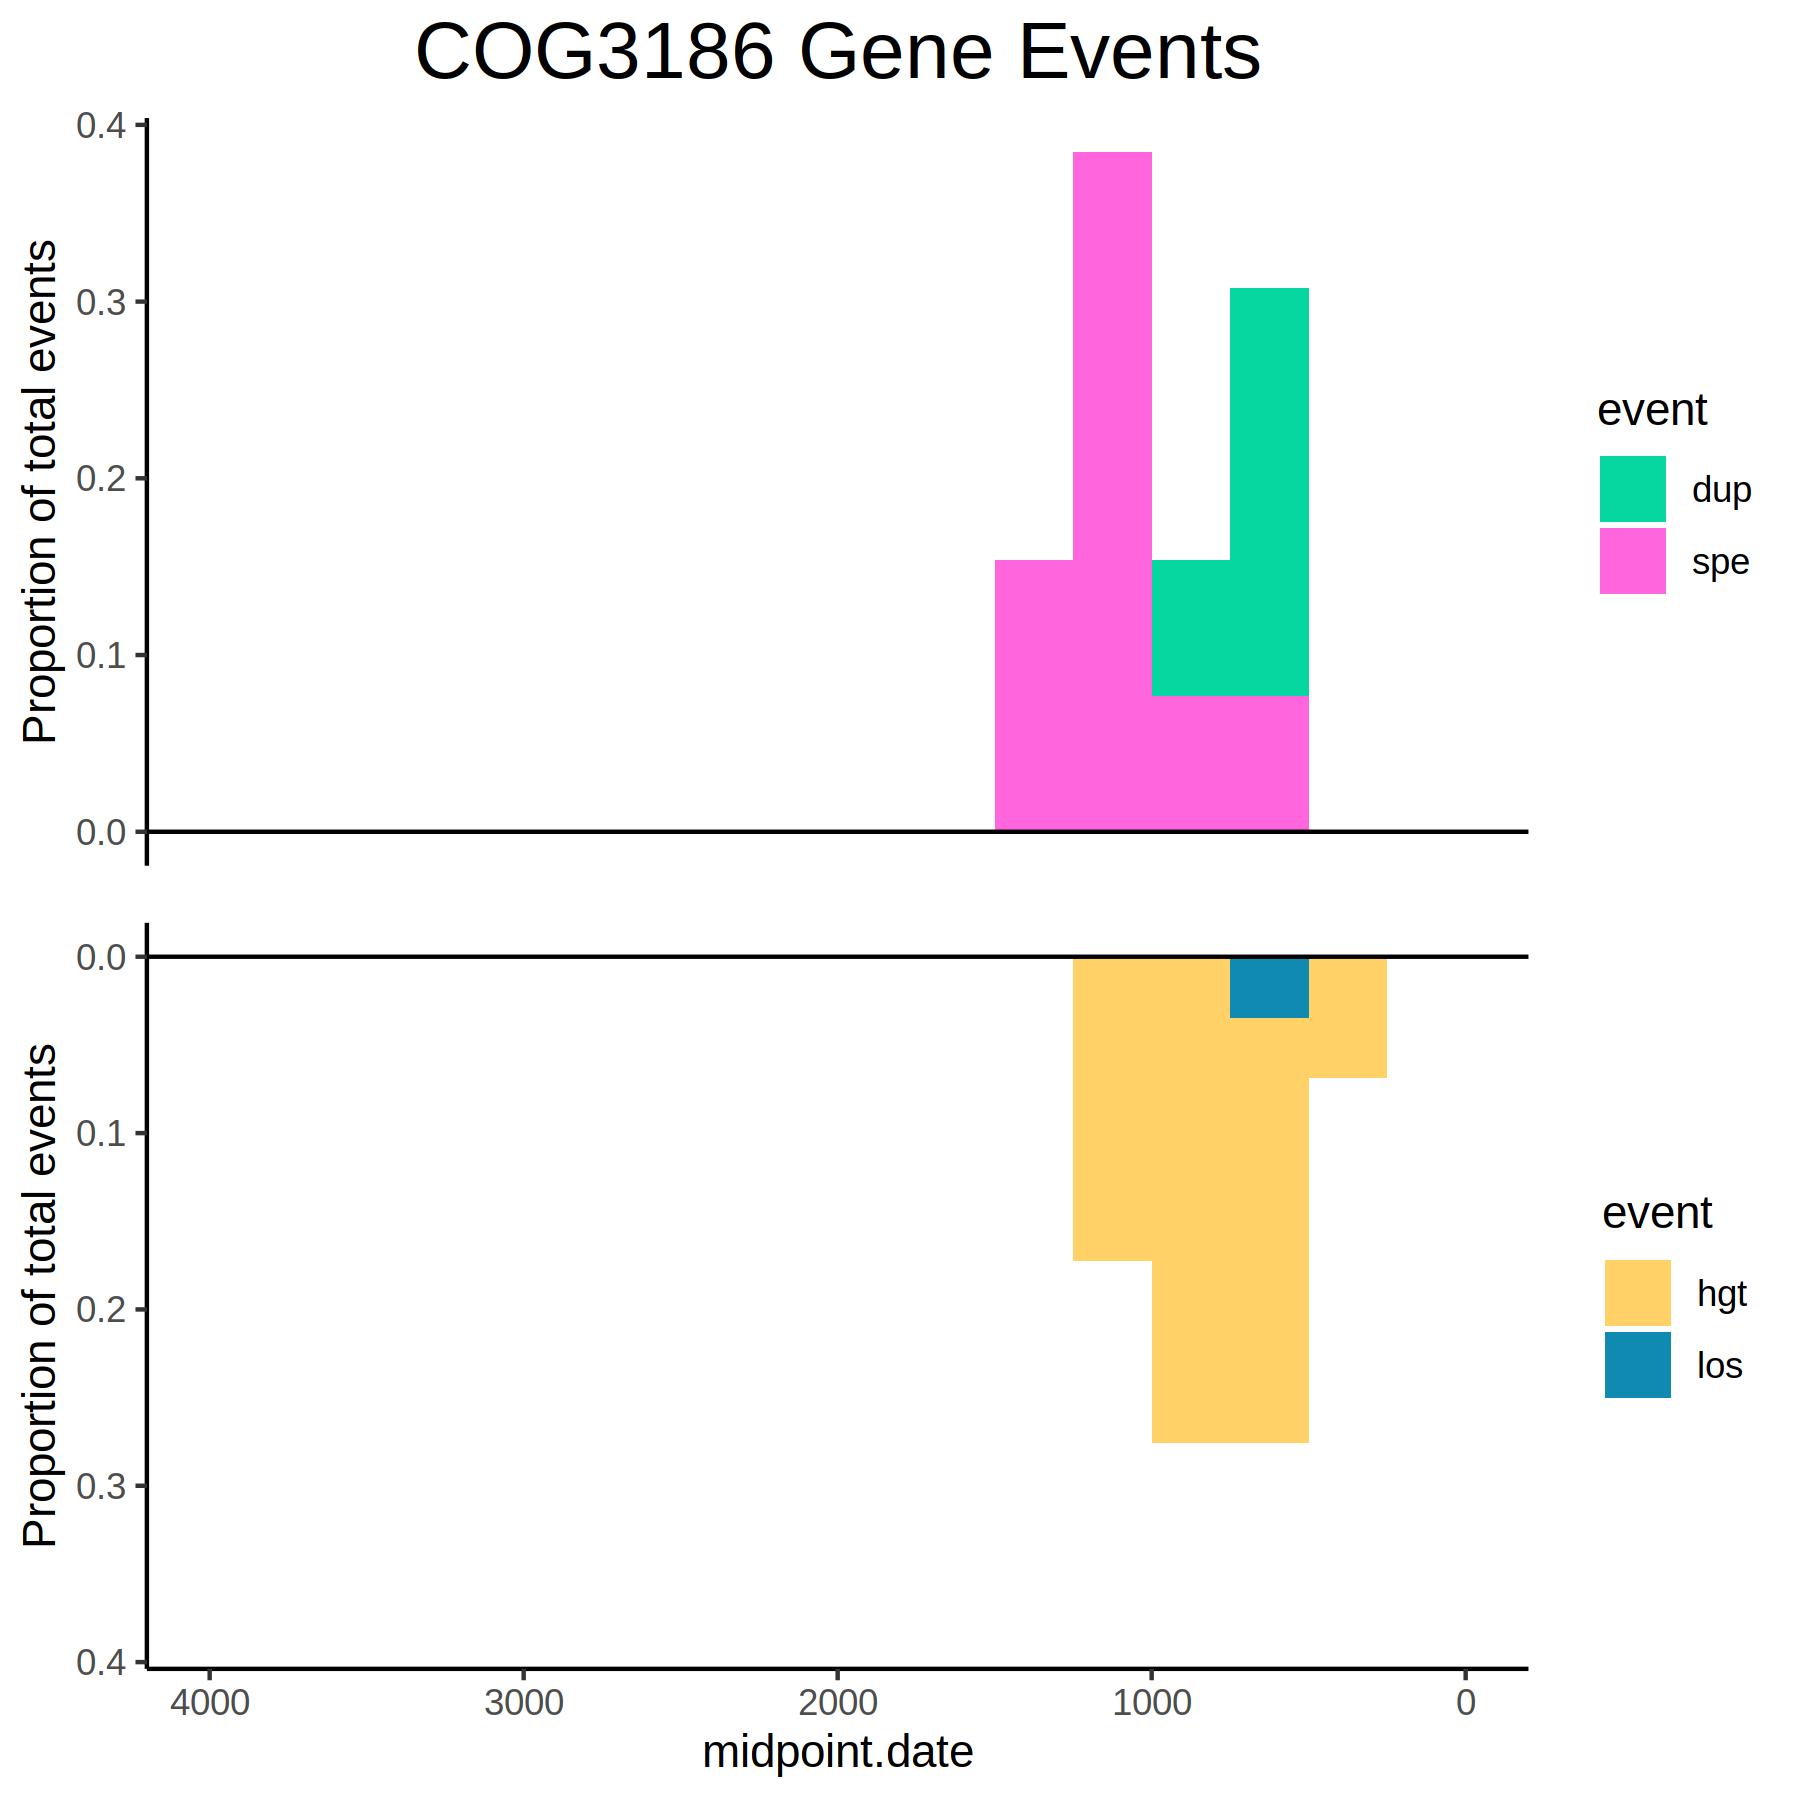 COG3186 Gene Events
Proportion of total events
0.4
0.3
0.2
0.1
0.0
event
dup
spe
Proportion of total events
0.0
0.1
0.2
0.3
0.4
event
hgt
los
4000 3000 2000 1000 0
midpoint.date